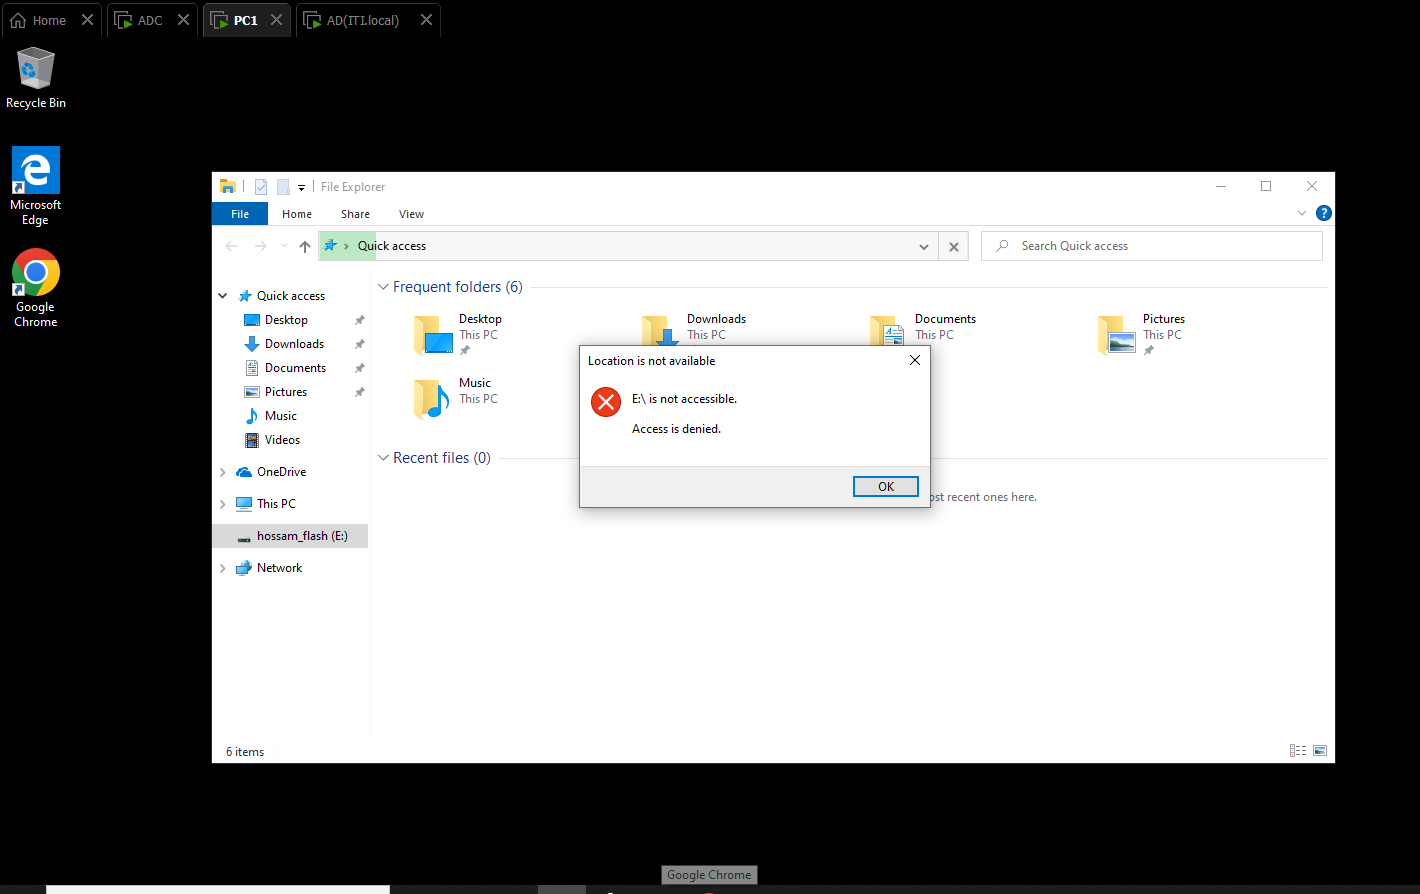 Home
ADC
PC1
AD(ITI.local)
Recycle Bin
Microsoft
Edge
Google
Chrome
File Explorer
File
Home
Share
View
Quick access
Search Quick access
Quick access
Desktop
Downloads
Documents
Pictures
Music
Videos
OneDrive
This PC
hossam_flash (E:)
Network
Frequent folders (6)
Desktop
This PC
Downloads
This PC
Documents
This PC
Pictures
This PC
Music
This PC
Recent files (0)
recent ones here.
Location is not available
E:\ is not accessible.
Access is denied.
OK
6 items
Google Chrome